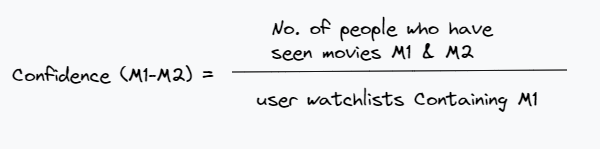 No. of people who have
seen movies M1 & M2
Confidence (M1-M2) =
user watchlists Containing M1